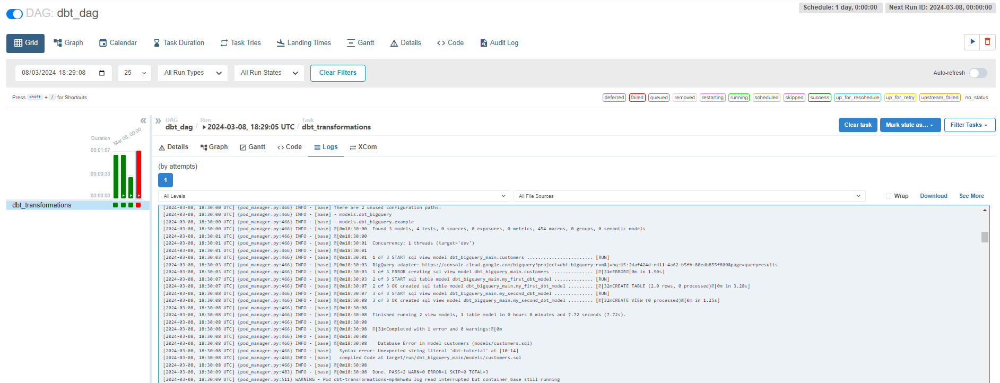 DAG: dbt_dag
Schedule: 1 day, 0:00:00
Next Run ID: 2024-03-08, 00:00:00
Grid
Graph
Calendar
Task Duration
Task Tries
Landing Times
Gantt
Details
Code
Audit Log
08/03/2024 18:29:08
25
All Run Types
All Run States
Clear Filters
Auto-refresh
Press shift + / for Shortcuts
deferred
failed
queued
removed
restarting
running
scheduled
skipped
success
up_for_reschedule
up_for_retry
upstream_failed
no_status
Mar 08, 00:00
Duration
00:01:07
00:00:33
00:00:00
dbt_transformations
DAG
dbt_dag
/
Run
2024-03-08, 18:29:05 UTC
/
Task
dbt_transformations
Clear task
Mark state as...
Filter Tasks
Details
Graph
Gantt
Code
Logs
XCom
(by attempts)
1
All Levels
All File Sources
Wrap
Download
See More
[2024-03-08, 18:30:00 UTC] {pod_manager.py:466} INFO - [base] There are 2 unused configuration paths:
[2024-03-08, 18:30:00 UTC] {pod_manager.py:466} INFO - [base] - models.dbt_bigquery
[2024-03-08, 18:30:00 UTC] {pod_manager.py:466} INFO - [base] - models.dbt_bigquery.example
[2024-03-08, 18:30:00 UTC] {pod_manager.py:466} INFO - [base] [0m18:30:00  Found 3 models, 4 tests, 0 sources, 0 exposures, 0 metrics, 454 macros, 0 groups, 0 semantic models
[2024-03-08, 18:30:01 UTC] {pod_manager.py:466} INFO - [base] [0m18:30:00
[2024-03-08, 18:30:01 UTC] {pod_manager.py:466} INFO - [base] [0m18:30:01  Concurrency: 1 threads (target='dev')
[2024-03-08, 18:30:01 UTC] {pod_manager.py:466} INFO - [base] [0m18:30:01
[2024-03-08, 18:30:03 UTC] {pod_manager.py:466} INFO - [base] [0m18:30:01  1 of 3 START sql view model dbt_bigquery_main.customers ........................ [RUN]
[2024-03-08, 18:30:03 UTC] {pod_manager.py:466} INFO - [base] [0m18:30:03  BigQuery adapter: https://console.cloud.google.com/bigquery?project=dbt-bigquery-rvm&j=bq:US:2daf424d-ed11-4a62-b5fb-80edb855f800&page=queryresults
[2024-03-08, 18:30:03 UTC] {pod_manager.py:466} INFO - [base] [0m18:30:03  1 of 3 ERROR creating sql view model dbt_bigquery_main.customers ............... [[31mERROR[0m in 1.90s]
[2024-03-08, 18:30:07 UTC] {pod_manager.py:466} INFO - [base] [0m18:30:03  2 of 3 START sql table model dbt_bigquery_main.my_first_dbt_model .............. [RUN]
[2024-03-08, 18:30:07 UTC] {pod_manager.py:466} INFO - [base] [0m18:30:07  2 of 3 OK created sql table model dbt_bigquery_main.my_first_dbt_model ......... [[32mCREATE TABLE (2.0 rows, 0 processed)[0m in 3.28s]
[2024-03-08, 18:30:08 UTC] {pod_manager.py:466} INFO - [base] [0m18:30:07  3 of 3 START sql view model dbt_bigquery_main.my_second_dbt_model .............. [RUN]
[2024-03-08, 18:30:08 UTC] {pod_manager.py:466} INFO - [base] [0m18:30:08  3 of 3 OK created sql view model dbt_bigquery_main.my_second_dbt_model ......... [[32mCREATE VIEW (0 processed)[0m in 1.25s]
[2024-03-08, 18:30:08 UTC] {pod_manager.py:466} INFO - [base] [0m18:30:08
[2024-03-08, 18:30:08 UTC] {pod_manager.py:466} INFO - [base] [0m18:30:08  Finished running 2 view models, 1 table model in 0 hours 0 minutes and 7.72 seconds (7.72s).
[2024-03-08, 18:30:08 UTC] {pod_manager.py:466} INFO - [base] [0m18:30:08
[2024-03-08, 18:30:08 UTC] {pod_manager.py:466} INFO - [base] [0m18:30:08  [31mCompleted with 1 error and 0 warnings:[0m
[2024-03-08, 18:30:08 UTC] {pod_manager.py:466} INFO - [base] [0m18:30:08
[2024-03-08, 18:30:08 UTC] {pod_manager.py:466} INFO - [base] [0m18:30:08    Database Error in model customers (models/customers.sql)
[2024-03-08, 18:30:08 UTC] {pod_manager.py:466} INFO - [base]   Syntax error: Unexpected string literal 'dbt-tutorial' at [10:14]
[2024-03-08, 18:30:08 UTC] {pod_manager.py:466} INFO - [base]   compiled Code at target/run/dbt_bigquery_main/models/customers.sql
[2024-03-08, 18:30:08 UTC] {pod_manager.py:466} INFO - [base] [0m18:30:08
[2024-03-08, 18:30:09 UTC] {pod_manager.py:483} INFO - [base] [0m18:30:08  Done. PASS=2 WARN=0 ERROR=1 SKIP=0 TOTAL=3
[2024-03-08, 18:30:09 UTC] {pod_manager.py:511} WARNING - Pod dbt-transformations-mp4mhw0u log read interrupted but container base still running